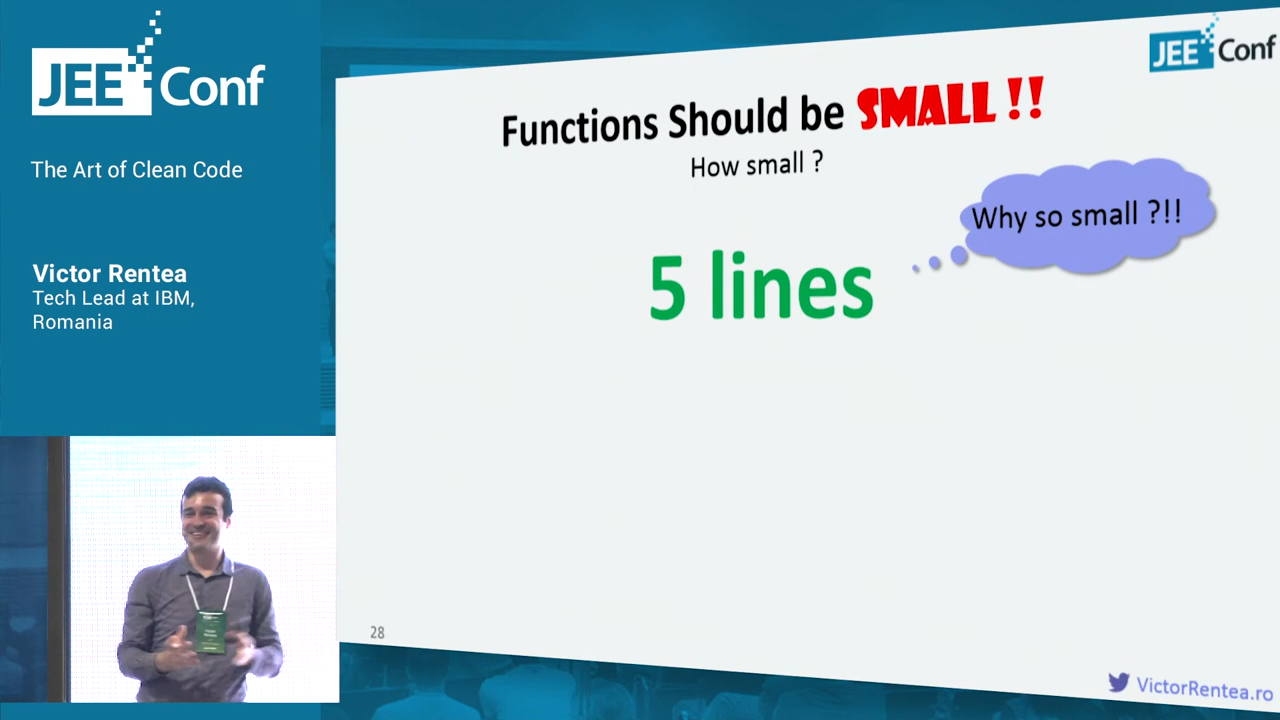 JEE Conf
The Art of Clean Code
Victor Rentea
Tech Lead at IBM,
Romania
JEE Conf
Functions Should be SMALL !!
How small ?
Why so small ?!!
5 lines
28
VictorRentea.ro